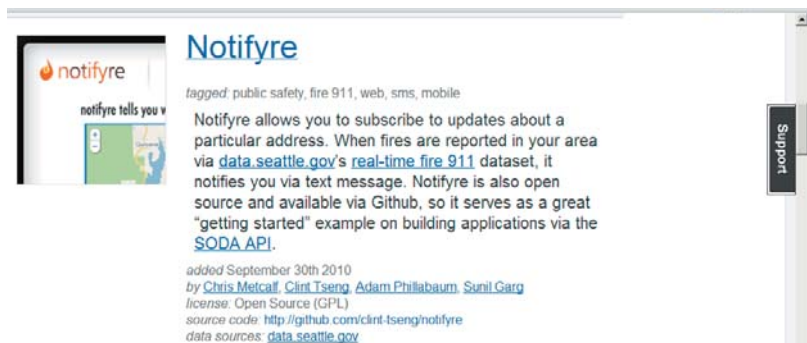 Notifyre
notifyre
notifyre tells you w
tagged: public safety, fire 911, web, sms, mobile
Notifyre allows you to subscribe to updates about a
particular address. When fires are reported in your area
via data.seattle.gov's real-time fire 911 dataset, it
notifies you via text message. Notifyre is also open
source and available via Github, so it serves as a great
“getting started” example on building applications via the
SODA API.
added September 30th 2010
by Chris Metcalf, Clint Tseng, Adam Phillabaum, Sunil Garg
license: Open Source (GPL)
source code: http://github.com/clint-tseng/notifyre
data sources: data.seattle.gov
Support